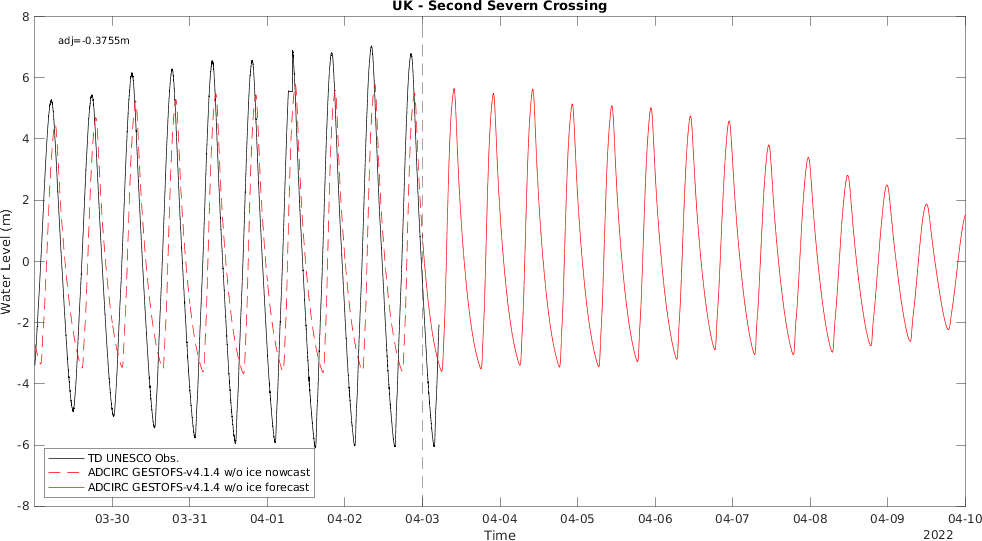 UK - Second Severn Crossing
adj=-0.3755m
8
6
4
2
0
-2
-4
-6
-8
Water Level (m)
TD UNESCO Obs.
ADCIRC GESTOFS-v4.1.4 w/o ice nowcast
ADCIRC GESTOFS-v4.1.4 w/o ice forecast
03-30 03-31 04-01 04-02 04-03 04-04 04-05 04-06 04-07 04-08 04-09 04-10
Time
2022